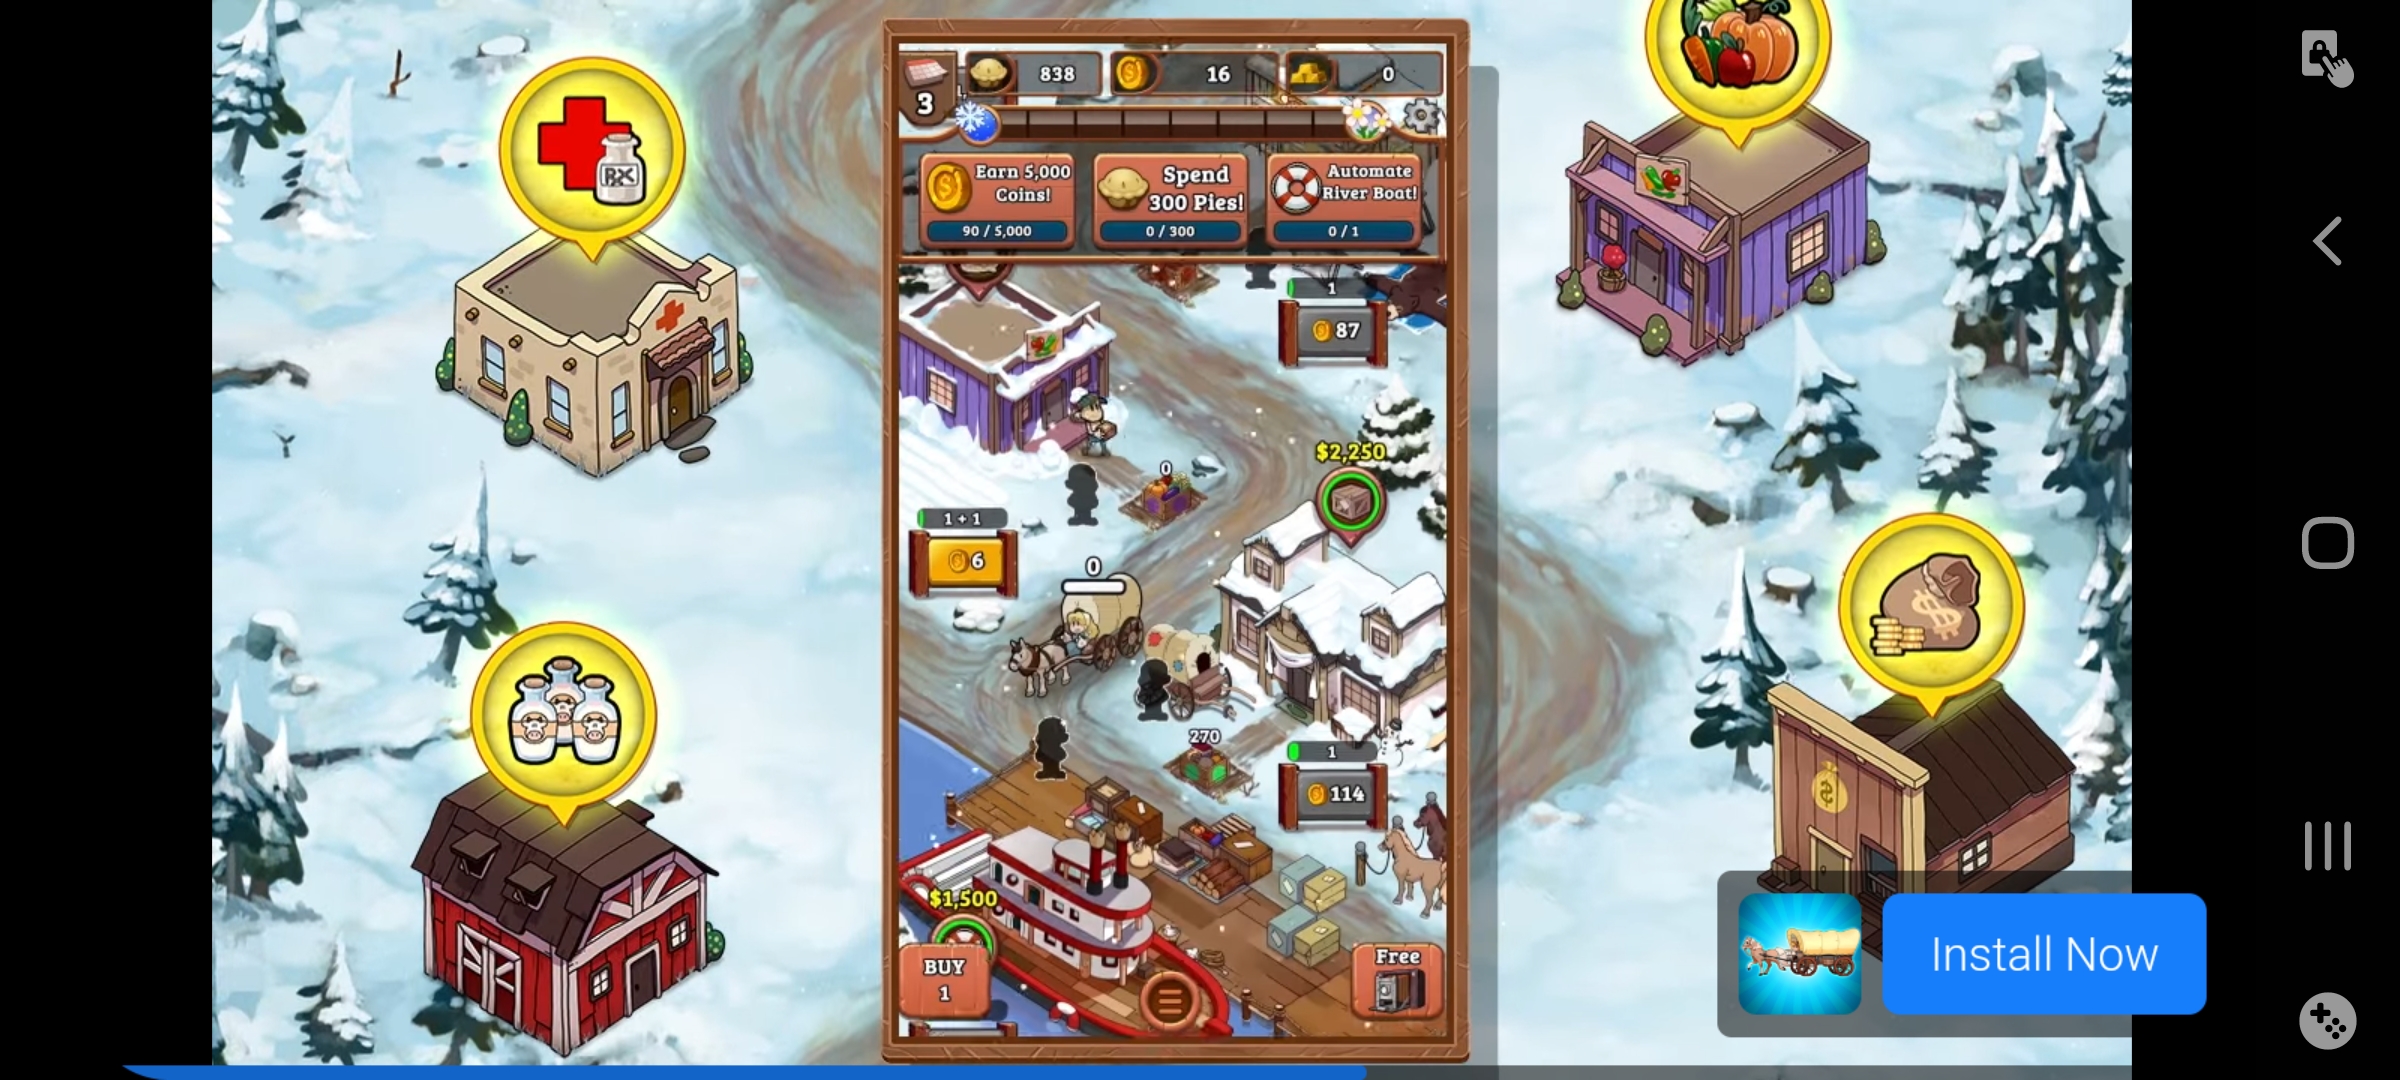 RX
3
838
16
0
Earn 5,000
Coins!
90 / 5,000
Spend
300 Pies!
0 / 300
Automate
River Boat!
0 / 1
1
87
$2,250
0
1 + 1
6
0
270
1
114
$1,500
BUY
1
Free
Install Now